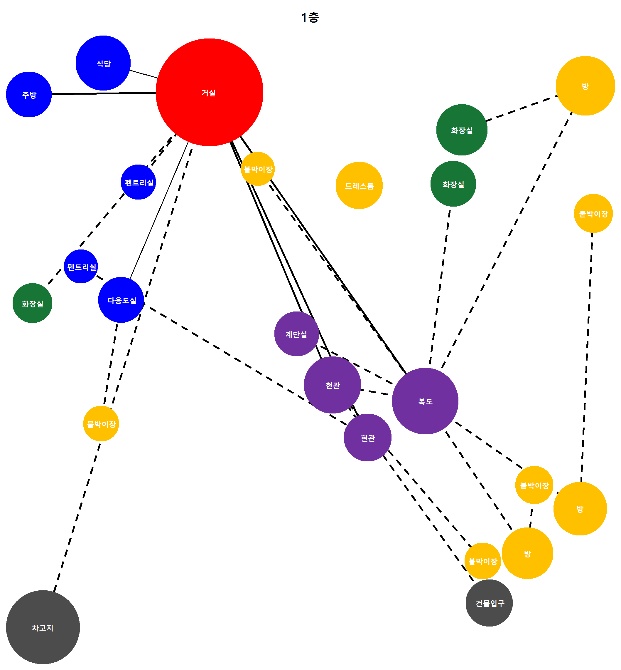 1층
식당
주방
거실
방
화장실
팬트리실
붙박이장
드레스룸
화장실
붙박이장
팬트리실
다용도실
화장실
계단실
현관
복도
붙박이장
현관
붙박이장
방
방
붙박이장
건물입구
차고지